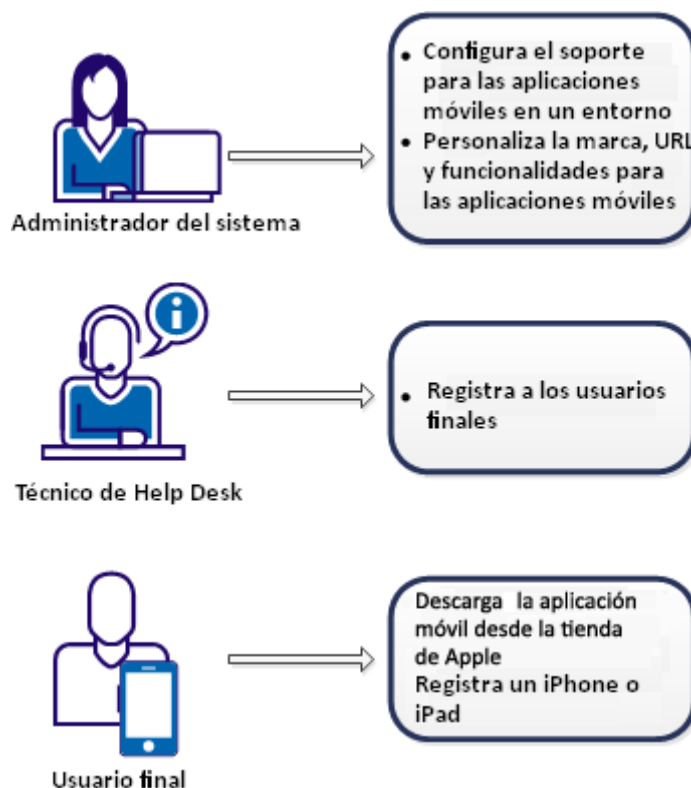 • Configura el soporte
para las aplicaciones
móviles en un entorno
• Personaliza la marca, URL
y funcionalidades para
las aplicaciones móviles
Administrador del sistema
• Registra a los usuarios
finales
Técnico de Help Desk
Descarga la aplicación
móvil desde la tienda
de Apple
Registra un iPhone o
iPad
Usuario final